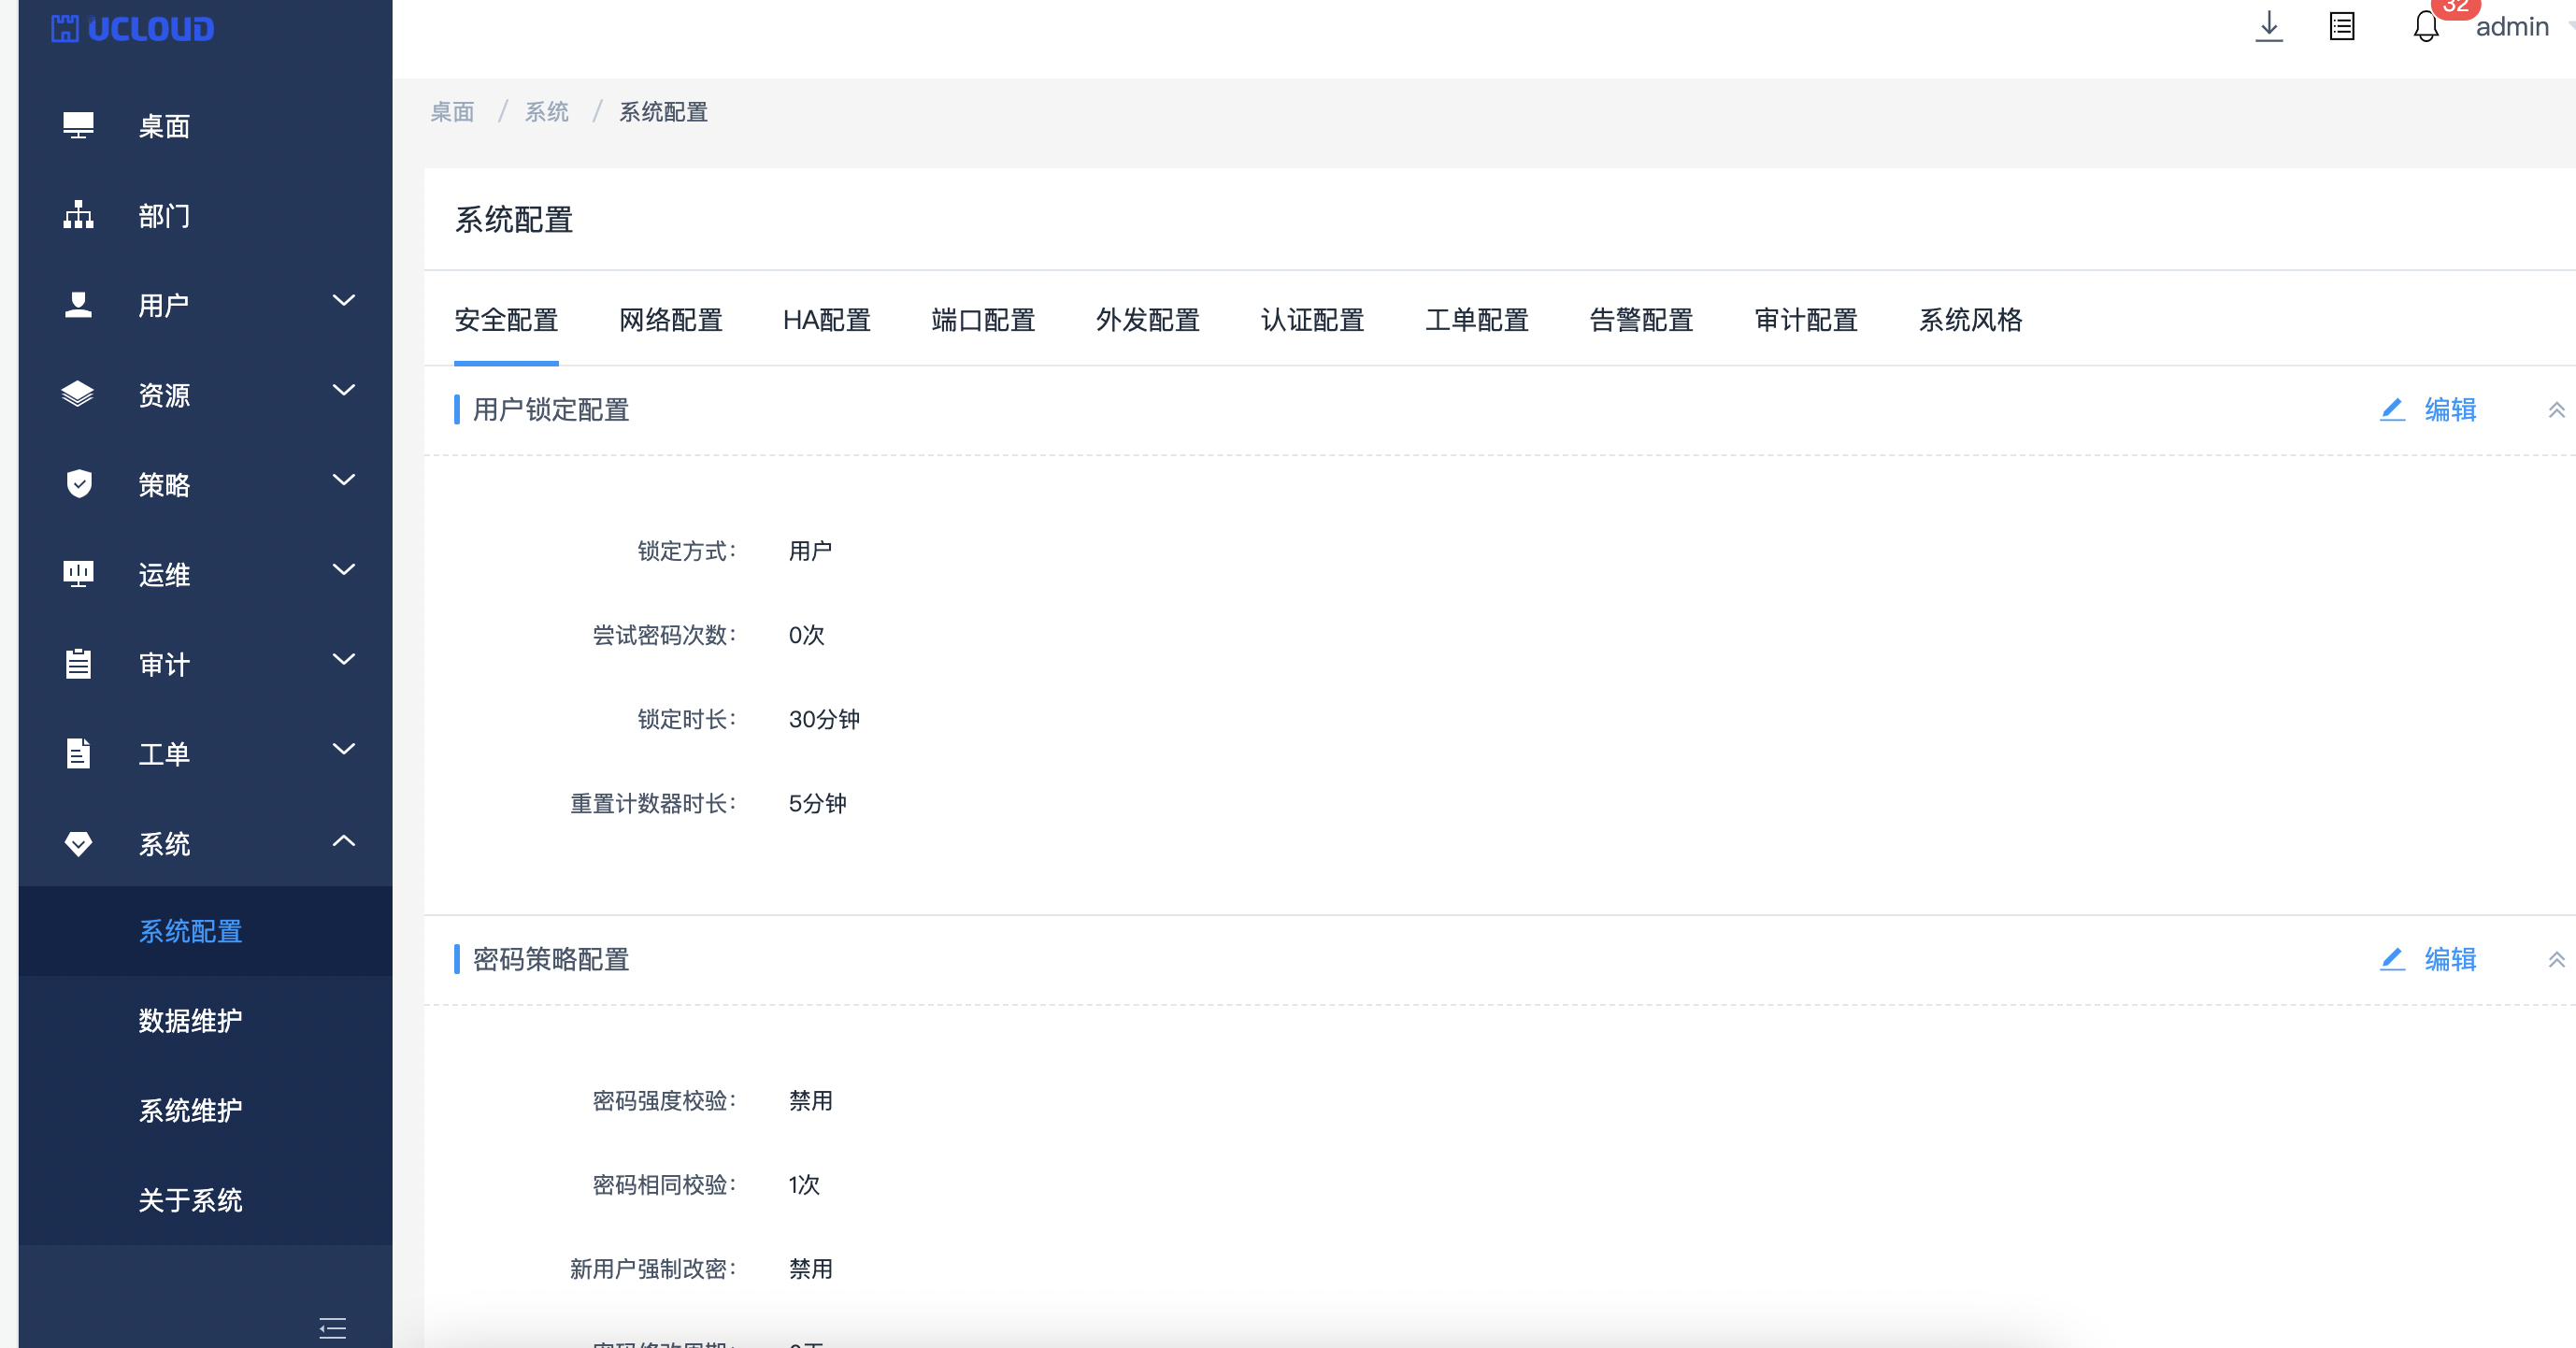 UCLOUD
32
admin
桌面
部门
用户
资源
策略
运维
审计
工单
系统
系统配置
数据维护
系统维护
关于系统
桌面 / 系统 / 系统配置
系统配置
安全配置 网络配置 HA配置 端口配置 外发配置 认证配置 工单配置 告警配置 审计配置 系统风格
用户锁定配置 编辑
锁定方式: 用户
尝试密码次数: 0次
锁定时长: 30分钟
重置计数器时长: 5分钟
密码策略配置 编辑
密码强度校验: 禁用
密码相同校验: 1次
新用户强制改密: 禁用